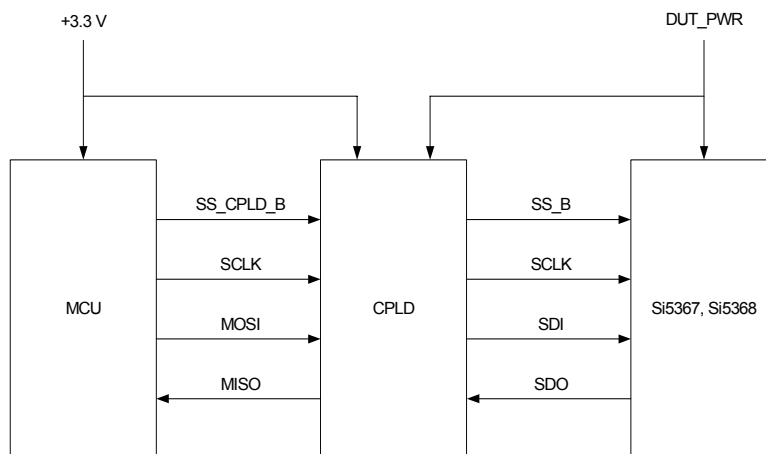 +3.3 V
DUT_PWR
SS_CPLD_B
SS_B
SCLK
SCLK
MCU
CPLD
Si5367, Si5368
MOSI
SDI
MISO
SDO